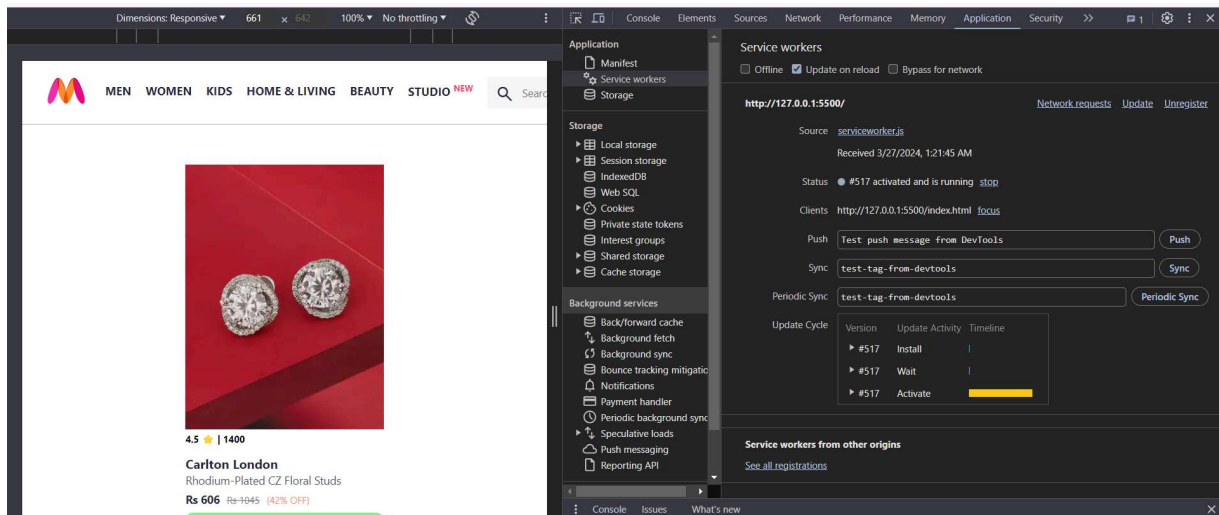 Dimensions: Responsive ▼ 661 × 642 100% ▼ No throttling ▼
MEN WOMEN KIDS HOME & LIVING BEAUTY STUDIO NEW
4.5 ⭐ | 1400
Carlton London
Rhodium-Plated CZ Floral Studs
Rs 606 Rs 1045 (42% OFF)
Console Elements Sources Network Performance Memory Application Security >> 1
Application
Manifest
Service workers
Storage
Storage
Local storage
Session storage
IndexedDB
Web SQL
Cookies
Private state tokens
Interest groups
Shared storage
Cache storage
Background services
Back/forward cache
Background fetch
Background sync
Bounce tracking mitigatic
Notifications
Payment handler
Periodic background sync
Speculative loads
Push messaging
Reporting API
Service workers
Offline Update on reload Bypass for network
http://127.0.0.1:5500/ Network requests Update Unregister
Source serviceworker.js
Received 3/27/2024, 1:21:45 AM
Status #517 activated and is running stop
Clients http://127.0.0.1:5500/index.html focus
Push Test push message from DevTools Push
Sync test-tag-from-devtools Sync
Periodic Sync test-tag-from-devtools Periodic Sync
Update Cycle Version Update Activity Timeline
#517 Install
#517 Wait
#517 Activate
Service workers from other origins
See all registrations
Console Issues What's new